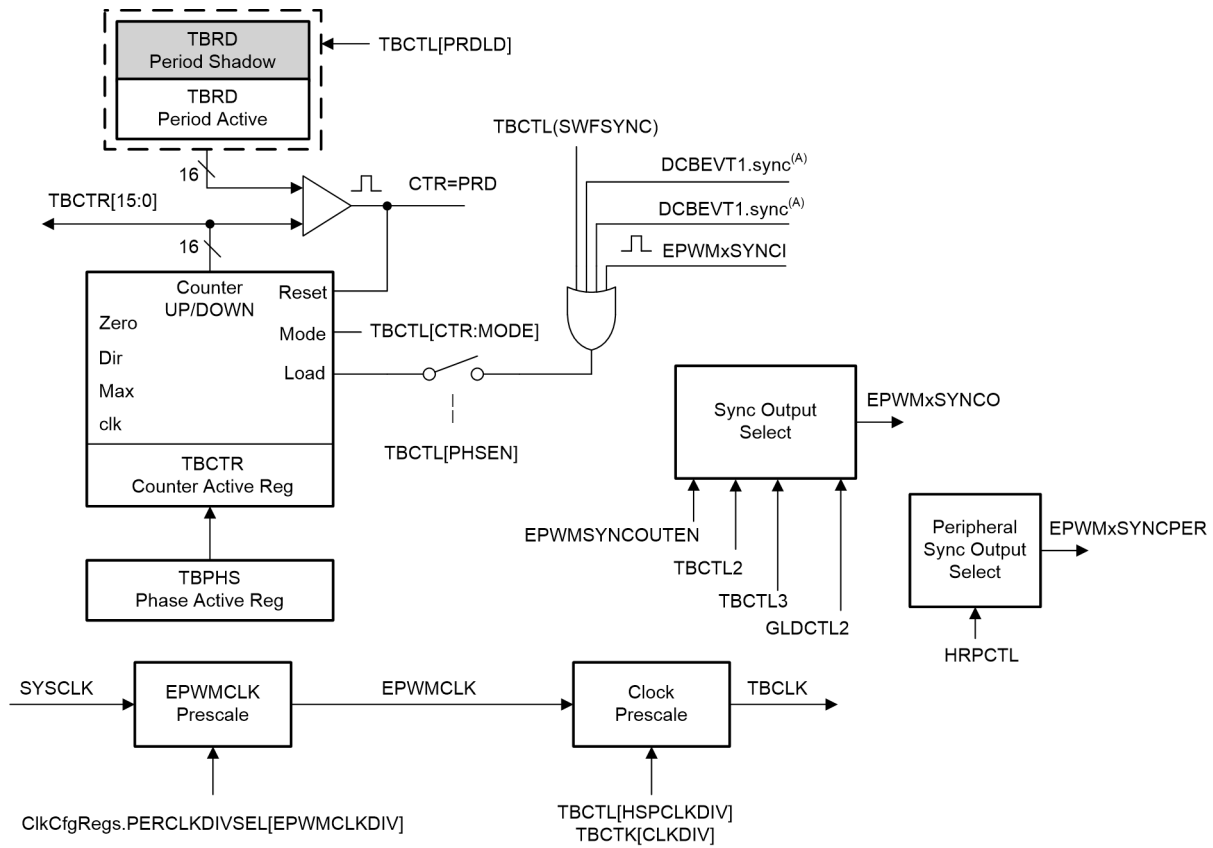 TBRD
Period Shadow
TBCTL[PRDLD]
TBRD
Period Active
TBCTL(SWFSYNC)
16
DCBEVT1.sync(A)
CTR=PRD
TBCTR[15:0]
DCBEVT1.sync(A)
16
EPWMxSYNCI
Counter
UP/DOWN
Reset
Zero
Mode
TBCTL[CTR:MODE]
Dir
Load
Max
clk
TBCTL[PHSEN]
TBCTR
Counter Active Reg
Sync Output
Select
EPWMxSYNCO
EPWMSYNCOUTEN
TBCTL2
TBCTL3
GLDCTL2
Peripheral
Sync Output
Select
EPWMxSYNCPER
HRPCTL
TBPHS
Phase Active Reg
SYSCLK
EPWMCLK
Prescale
EPWMCLK
Clock
Prescale
TBCLK
ClkCfgRegs.PERCLKDIVSEL[EPWMCLKDIV]
TBCTL[HSPCLKDIV]
TBCTK[CLKDIV]